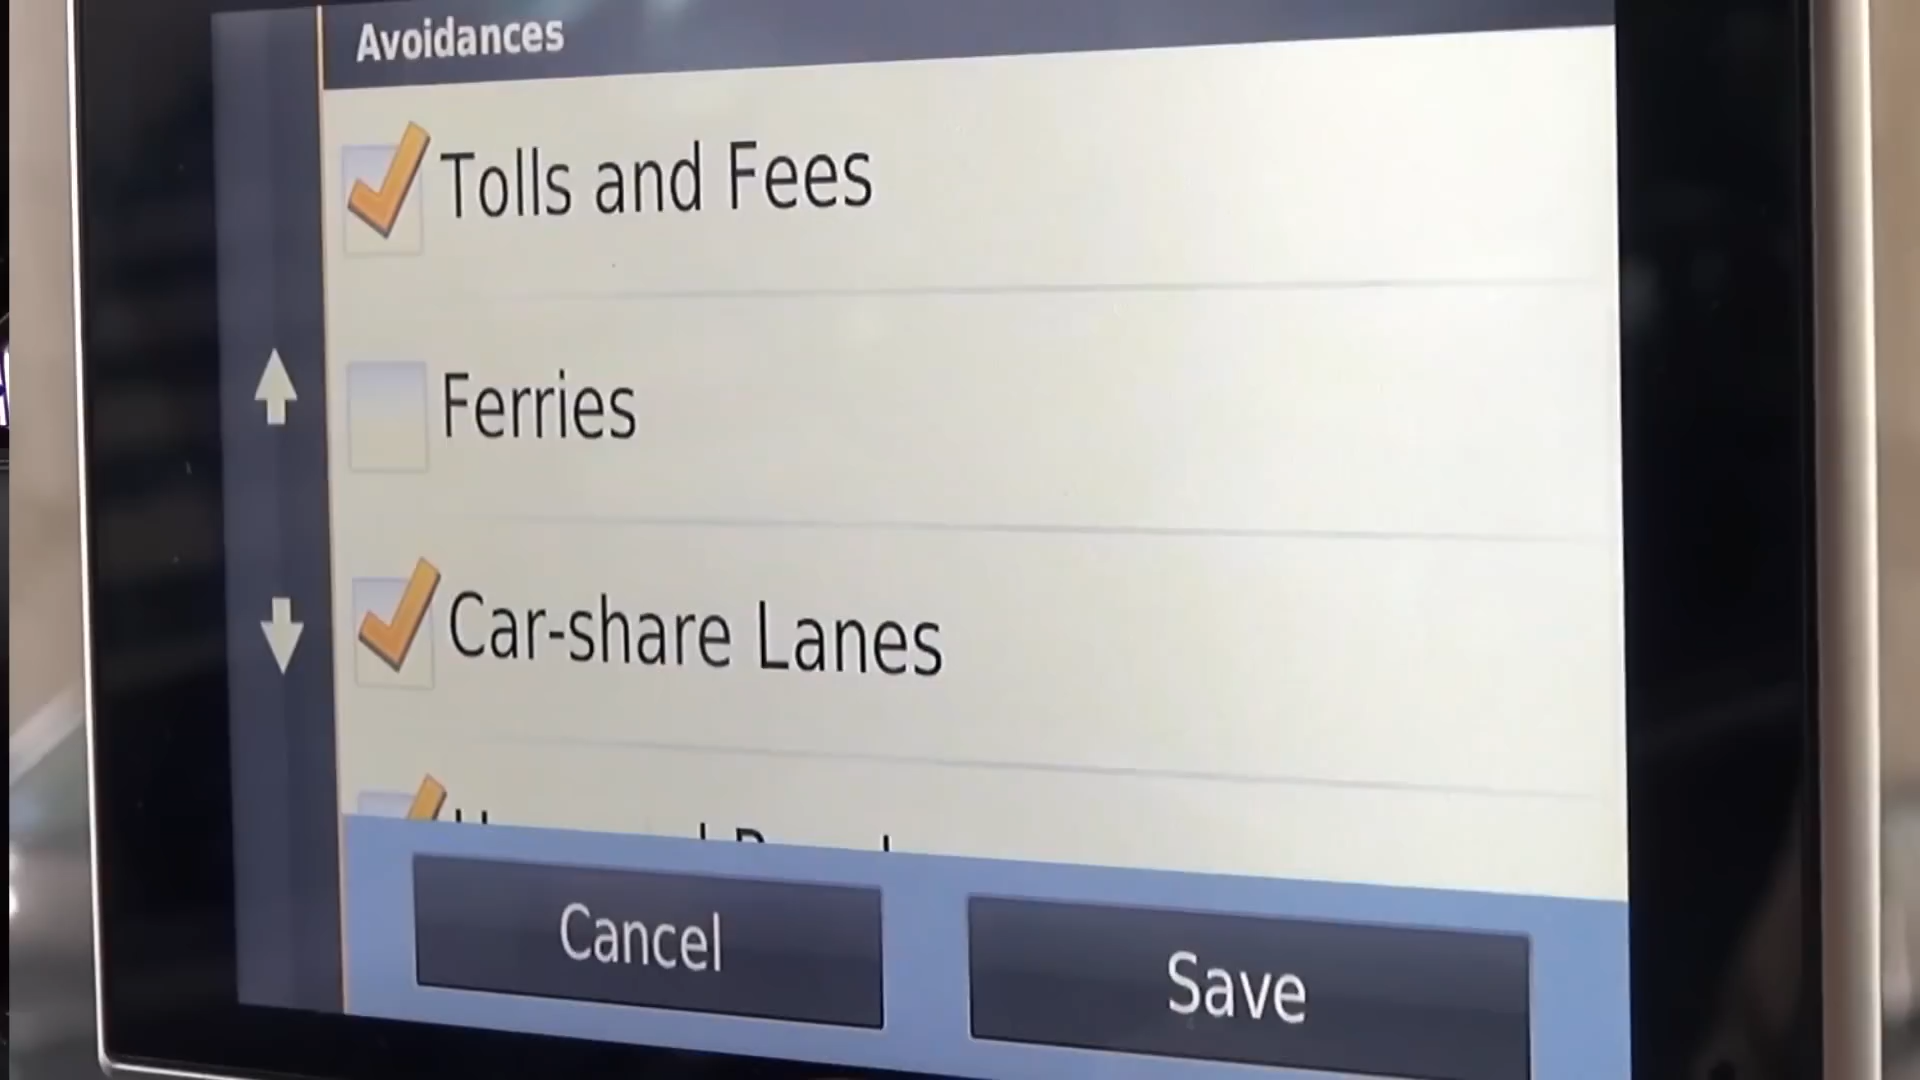 Avoidances
Tolls and Fees
Ferries
Car-share Lanes
Cancel
Save